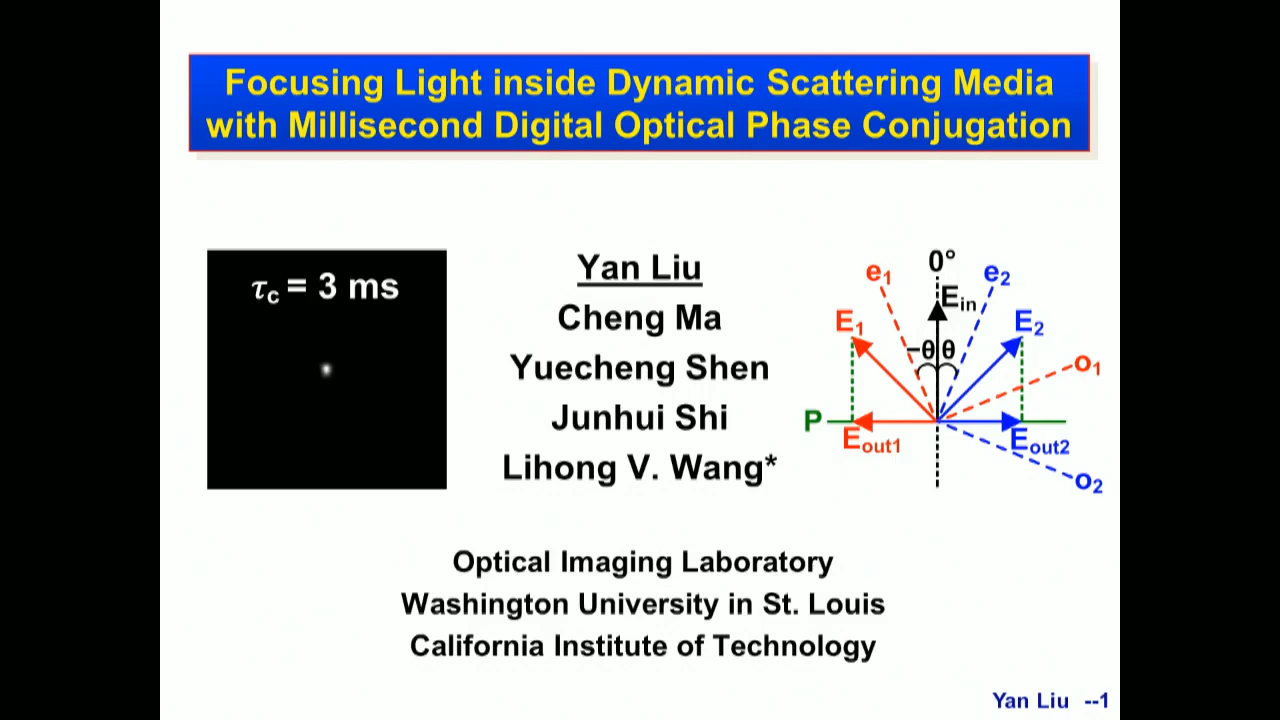 Focusing Light inside Dynamic Scattering Media
with Millisecond Digital Optical Phase Conjugation
τc = 3 ms
Yan Liu
Cheng Ma
Yuecheng Shen
Junhui Shi
Lihong V. Wang*
0°
e1
e2
Ein
E1
E2
−θ θ
o1
P
Eout1
Eout2
o2
Optical Imaging Laboratory
Washington University in St. Louis
California Institute of Technology
Yan Liu --1